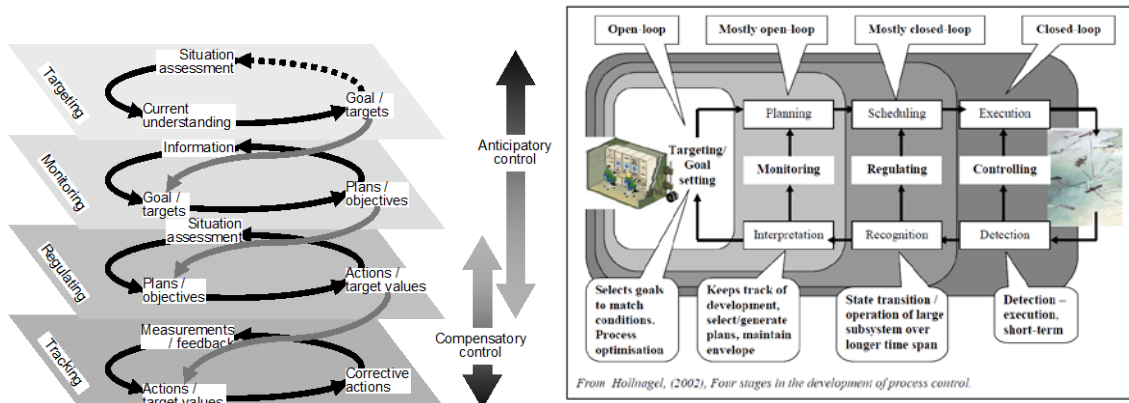 Targeting
Situation
assessment
Current
understanding
Goal /
targets
Monitoring
Information
Goal /
targets
Plans/
objectives
Regulating
Situation
assessment
Plans /
objectives
Actions /
target values
Tracking
Measurements
/ feedback
Actions /
target values
Corrective
actions
Anticipatory
control
Compensatory
control
Open-loop
Mostly open-loop
Mostly closed-loop
Closed-loop
Planning
Scheduling
Execution
Targeting/
Goal
setting
Monitoring
Regulating
Controlling
Interpretation
Recognition
Detection
Selects goals
to match
conditions.
Process
optimisation
Keeps track of
development,
select/generate
plans, maintain
envelope
State transition /
operation of large
subsystem over
longer time span
Detection –
execution,
short-term
From Hoilnagel, (2002), Four stages in the development of process control.